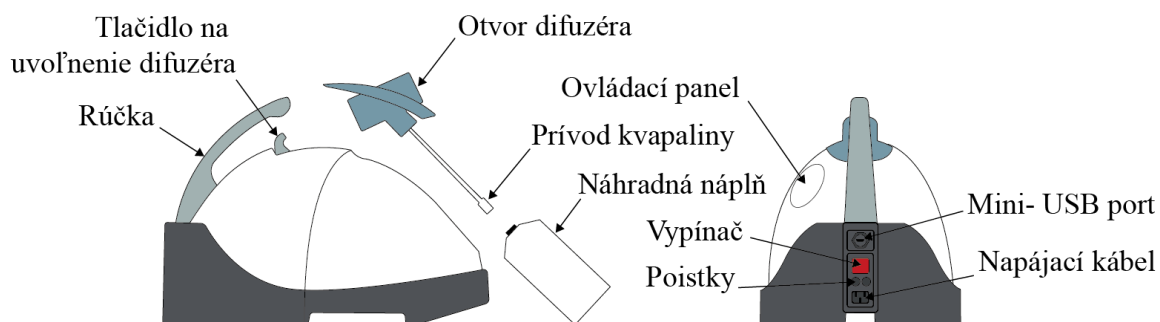 Tlačidlo na
uvoľnenie difuzéra
Rúčka
Otvor difuzéra
Prívod kvapaliny
Náhradná náplň
Ovládací panel
Vypínač
Poistky
Mini- USB port
Napájací kábel